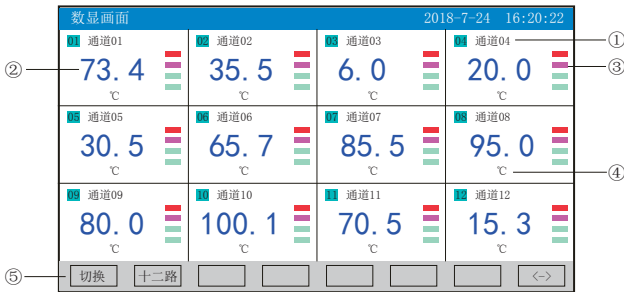 数显画面 2018-7-24 16:20:22
01 通道01 02 通道02 03 通道03 04 通道04 ①
② 73.4 35.5 6.0 20.0 ③
℃ ℃ ℃ ℃
05 通道05 06 通道06 07 通道07 08 通道08
30.5 65.7 85.5 95.0
℃ ℃ ℃ ℃ ④
09 通道09 10 通道10 11 通道11 12 通道12
80.0 100.1 70.5 15.3
℃ ℃ ℃ ℃
⑤ 切换 十二路 <->